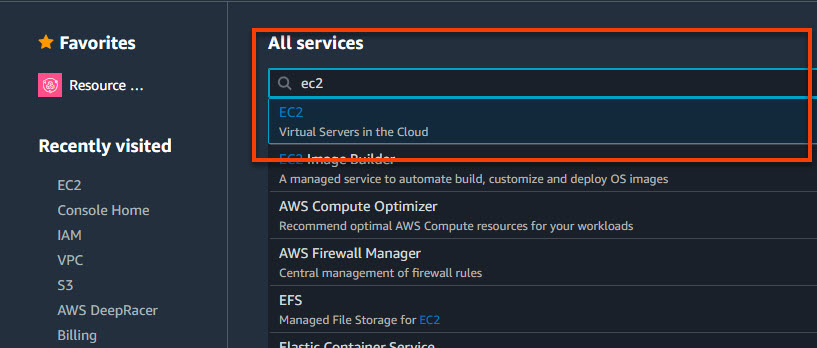 Favorites
Resource ...
Recently visited
EC2
Console Home
IAM
VPC
S3
AWS DeepRacer
Billing
All services
ec2
EC2
Virtual Servers in the Cloud
EC2 Image Builder
A managed service to automate build, customize and deploy OS images
AWS Compute Optimizer
Recommend optimal AWS Compute resources for your workloads
AWS Firewall Manager
Central management of firewall rules
EFS
Managed File Storage for EC2
Elastic Container Service